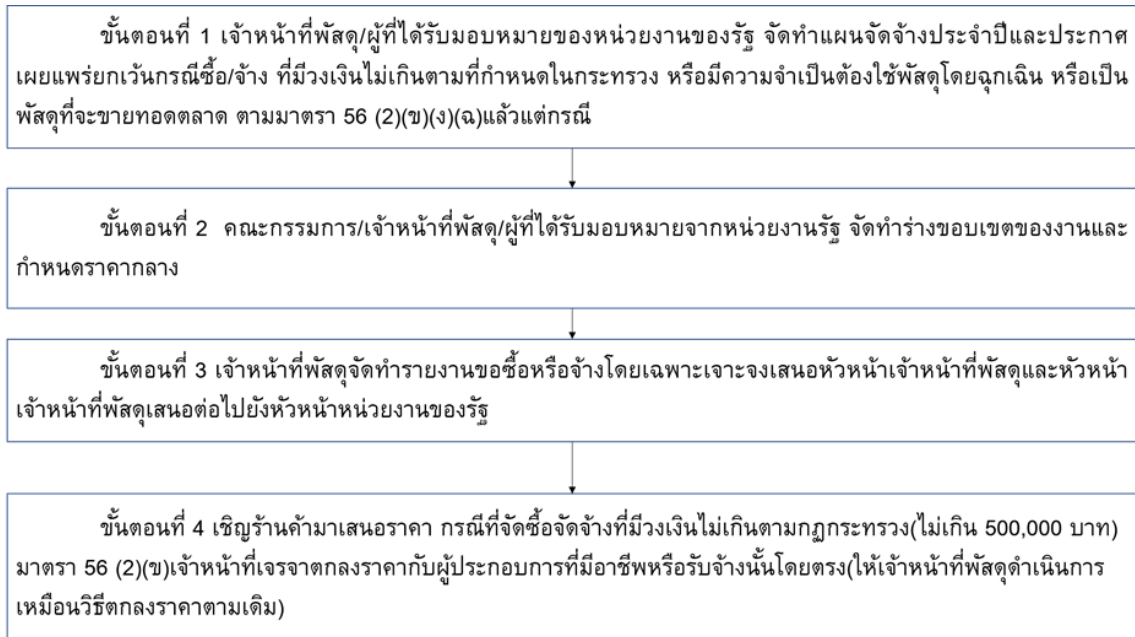 ขั้นตอนที่ 1 เจ้าหน้าที่พัสดุ/ผู้ที่ได้รับมอบหมายของหน่วยงานของรัฐ จัดทำแผนจัดจ้างประจำปีและประกาศ
เผยแพร่ยกเว้นกรณีซื้อ/จ้าง ที่มีวงเงินไม่เกินตามที่กำหนดในกระทรวง หรือมีความจำเป็นต้องใช้พัสดุโดยฉุกเฉิน หรือเป็น
พัสดุที่จะขายทอดตลาด ตามมาตรา 56 (2)(ข)(ง)(ฉ)แล้วแต่กรณี
ขั้นตอนที่ 2 คณะกรรมการ/เจ้าหน้าที่พัสดุ/ผู้ที่ได้รับมอบหมายจากหน่วยงานรัฐ จัดทำร่างขอบเขตของงานและ
กำหนดราคากลาง
ขั้นตอนที่ 3 เจ้าหน้าที่พัสดุจัดทำรายงานขอซื้อหรือจ้างโดยเฉพาะเจาะจงเสนอหัวหน้าเจ้าหน้าที่พัสดุและหัวหน้า
เจ้าหน้าที่พัสดุเสนอต่อไปยังหัวหน้าหน่วยงานของรัฐ
ขั้นตอนที่ 4 เชิญร้านค้ามาเสนอราคา กรณีที่จัดซื้อจัดจ้างที่มีวงเงินไม่เกินตามกฎกระทรวง(ไม่เกิน 500,000 บาท)
มาตรา 56 (2)(ข)เจ้าหน้าที่เจรจาตกลงราคากับผู้ประกอบการที่มีอาชีพหรือรับจ้างนั้นโดยตรง(ให้เจ้าหน้าที่พัสดุดำเนินการ
เหมือนวิธีตกลงราคาตามเดิม)